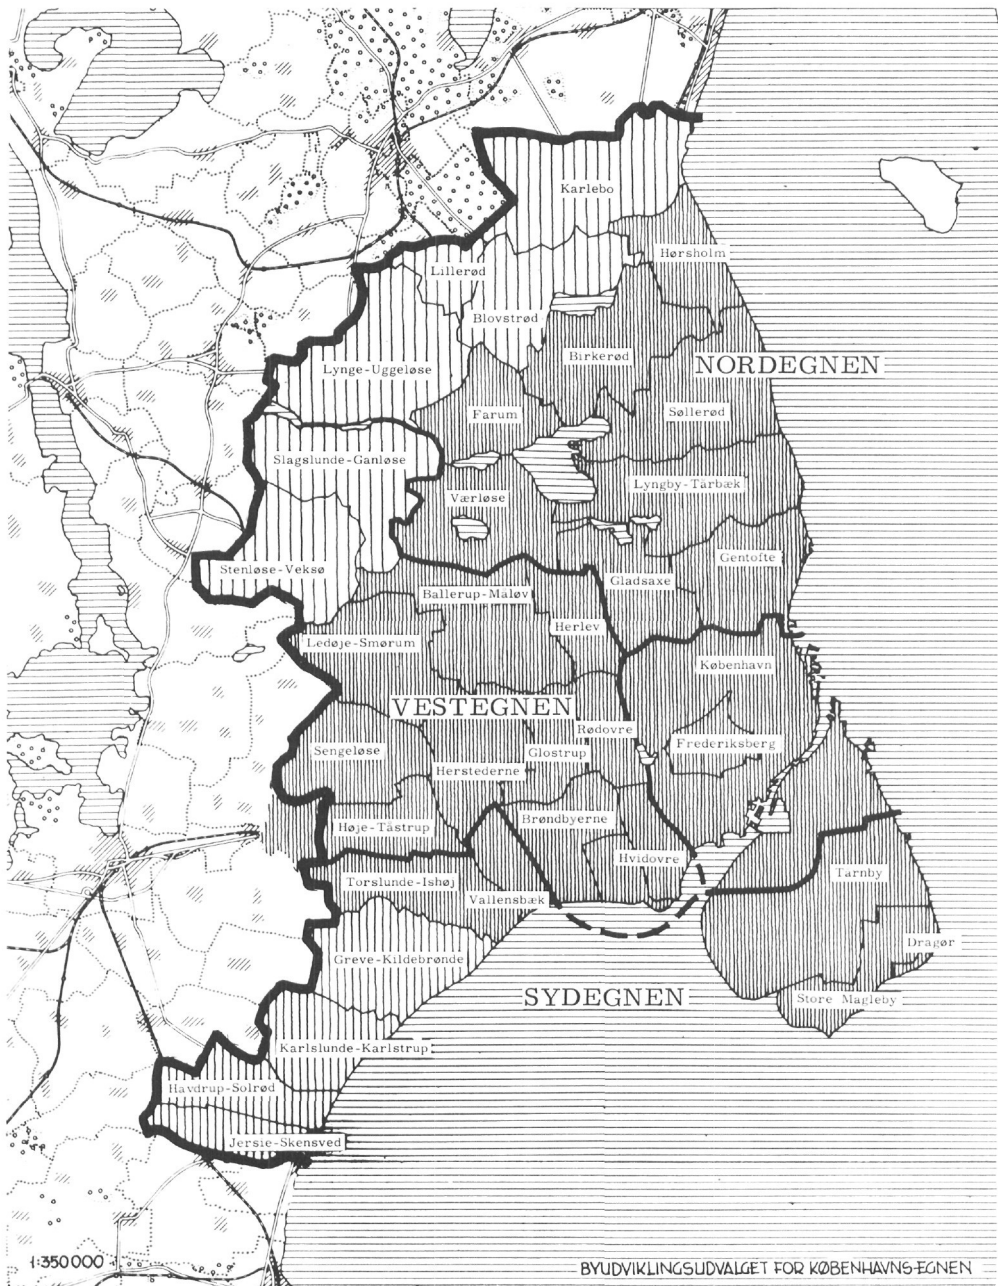 Karlebo
Hørsholm
Lillerød
Blovstrød
Birkerød
NORDEGNEN
Lynge-Uggeløse
Farum
Søllerød
Slagslunde-Ganløse
Lyngby-Tårbæk
Værløse
Gentofte
Stenløse-Veksø
Gladsaxe
Ballerup-Måløv
Herlev
Ledøje-Smørum
København
VESTEGNEN
Rødovre
Sengeløse
Glostrup
Frederiksberg
Herstederne
Brøndbyerne
Høje-Tåstrup
Hvidovre
Tårnby
Torslunde-Ishøj
Vallensbæk
Dragør
Greve-Kildebrønde
SYDEGNEN
Store Magleby
Karlslunde-Karlstrup
Havdrup-Solrød
Jersie-Skensved
1:350000
BYUDVIKLINGSUDVALGET FOR KØBENHAVNS-EGNEN